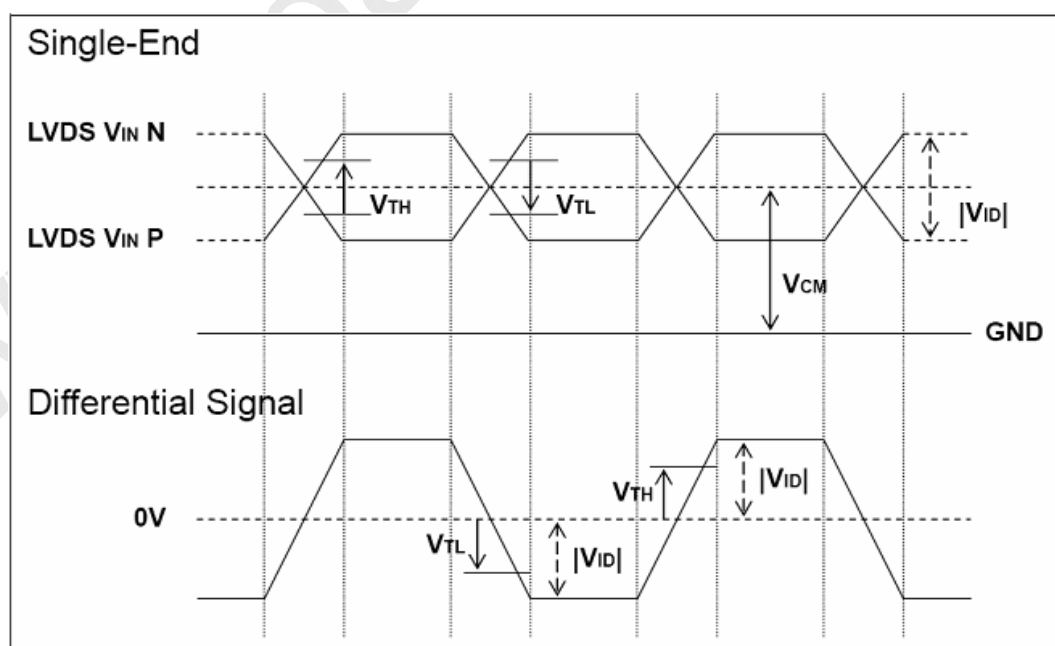 Single-End
LVDS VIN N
VTH
VTL
|VID|
LVDS VIN P
VCM
GND
Differential Signal
VTH
|VID|
0V
VTL
|VID|